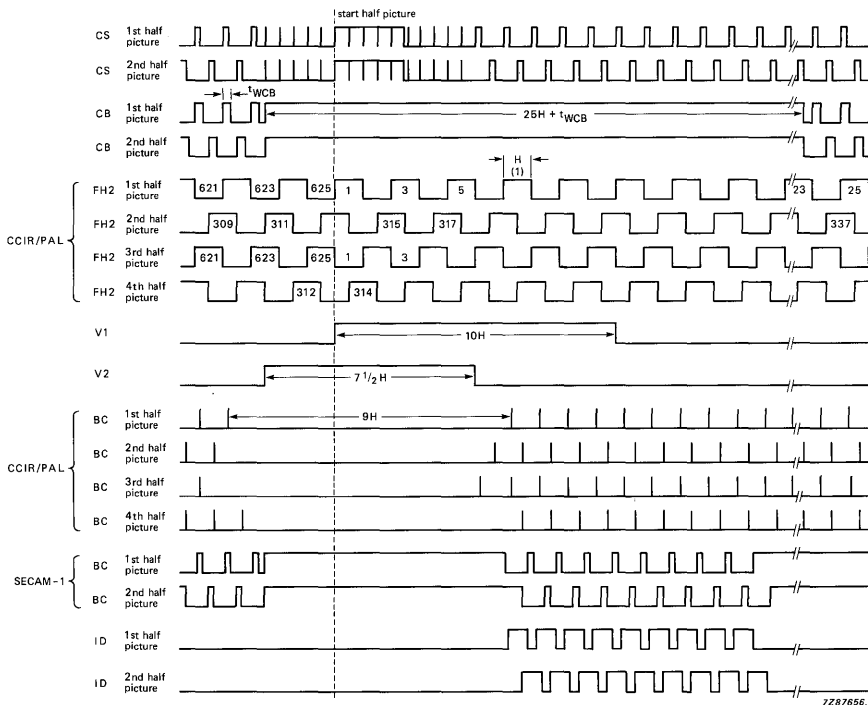 start half picture
CS 1st half picture
CS 2nd half picture
tWCB
CB 1st half picture
25H + tWCB
CB 2nd half picture
H
(1)
CCIR/PAL
FH2 1st half picture 621 623 625 1 3 5 23 25
FH2 2nd half picture 309 311 315 317 337
FH2 3rd half picture 621 623 625 1 3
FH2 4th half picture 312 314
V1 10H
V2 7 1/2 H
CCIR/PAL
BC 1st half picture 9H
BC 2nd half picture
BC 3rd half picture
BC 4th half picture
SECAM-1
BC 1st half picture
BC 2nd half picture
ID 1st half picture
ID 2nd half picture